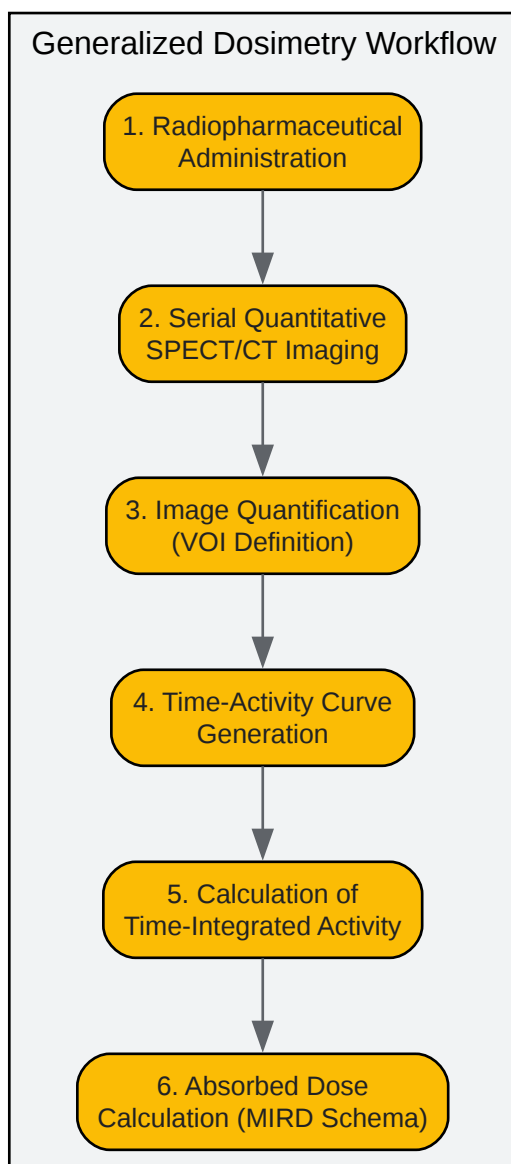 Generalized Dosimetry Workflow
1. Radiopharmaceutical
Administration
2. Serial Quantitative
SPECT/CT Imaging
3. Image Quantification
(VOI Definition)
4. Time-Activity Curve
Generation
5. Calculation of
Time-Integrated Activity
6. Absorbed Dose
Calculation (MIRD Schema)